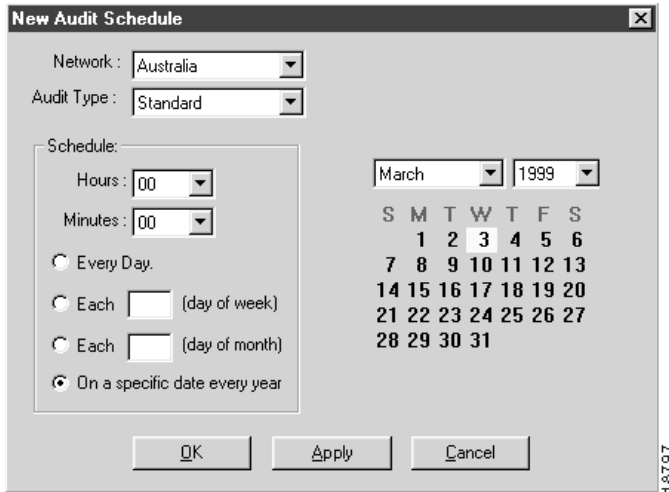 New Audit Schedule
Network : Australia
Audit Type : Standard
Schedule:
Hours : 00
Minutes : 00
Every Day.
Each (day of week)
Each (day of month)
On a specific date every year
March 1999
S M T W T F S
1 2 3 4 5 6
7 8 9 10 11 12 13
14 15 16 17 18 19 20
21 22 23 24 25 26 27
28 29 30 31
OK Apply Cancel